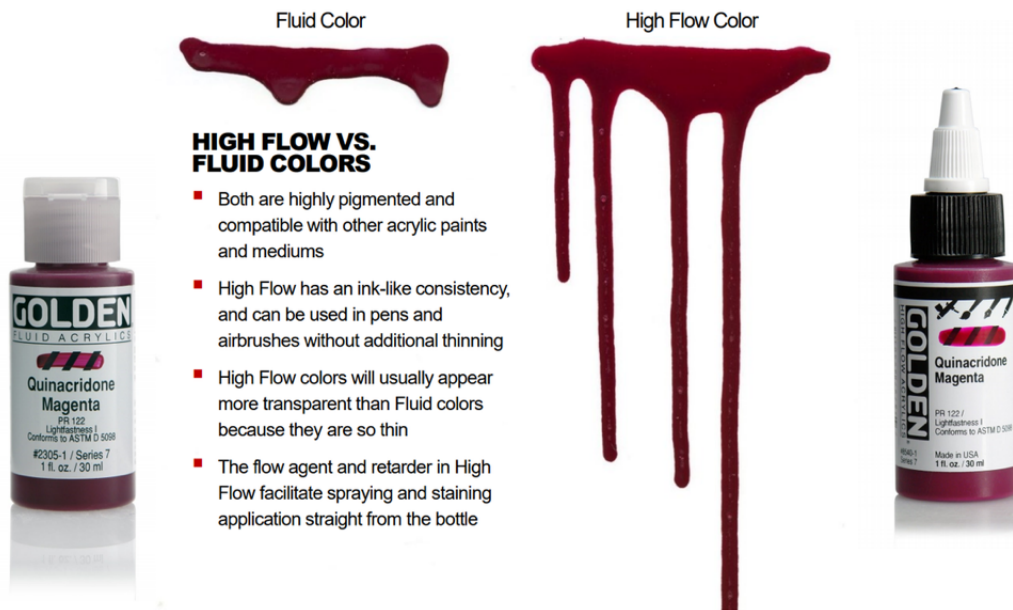 Fluid Color
High Flow Color
HIGH FLOW VS.
FLUID COLORS
Both are highly pigmented and
compatible with other acrylic paints
and mediums
High Flow has an ink-like consistency,
and can be used in pens and
airbrushes without additional thinning
High Flow colors will usually appear
more transparent than Fluid colors
because they are so thin
The flow agent and retarder in High
Flow facilitate spraying and staining
application straight from the bottle
GOLDEN
FLUID ACRYLICS
Quinacridone
Magenta
PR 122
Lightfastness I
Conforms to ASTM D 5098
#2305-1 / Series 7
1 fl. oz. / 30 ml
GOLDEN
HIGH FLOW ACRYLICS
Quinacridone
Magenta
PR 122 /
Lightfastness I
Conforms to ASTM D 5098
Series 7
Made in USA
1 fl. oz. / 30 ml